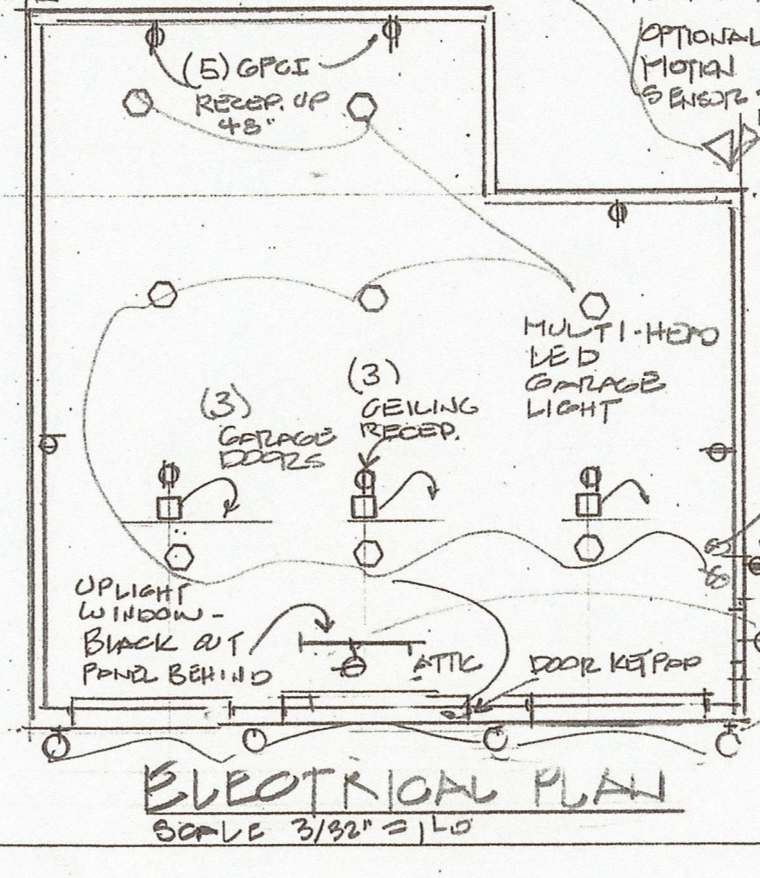 OPTIONAL
MOTION
SENSOR
(5) GFCI
RECEP. UP
48"
MULTI-HEAD
LED
GARAGE
LIGHT
(3)
GARAGE
DOORS
(3)
CEILING
RECEP.
UPLIGHT
WINDOW-
BLACK OUT
PANEL BEHIND
ATTIC
DOOR KEYPAD
ELECTRICAL PLAN
SCALE 3/32" = 1'-0